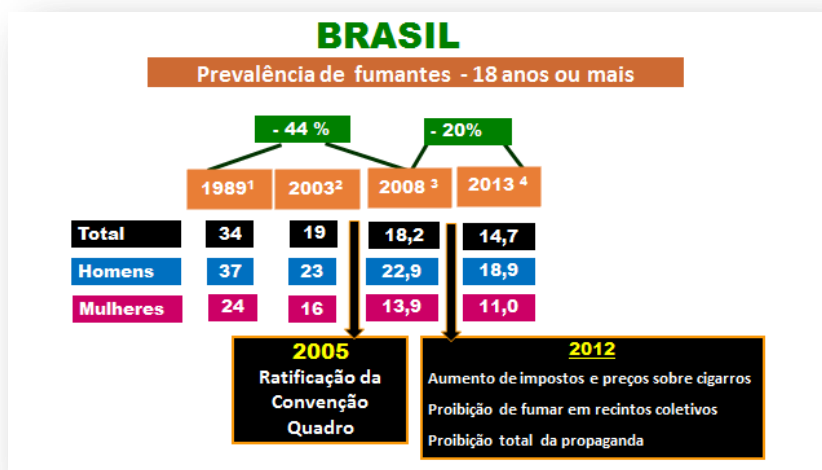 BRASIL
Prevalência de fumantes - 18 anos ou mais
- 44 %
- 20%
1989¹ 2003² 2008 ³ 2013 ⁴
Total 34 19 18,2 14,7
Homens 37 23 22,9 18,9
Mulheres 24 16 13,9 11,0
2005
Ratificação da
Convenção
Quadro
2012
Aumento de impostos e preços sobre cigarros
Proibição de fumar em recintos coletivos
Proibição total da propaganda